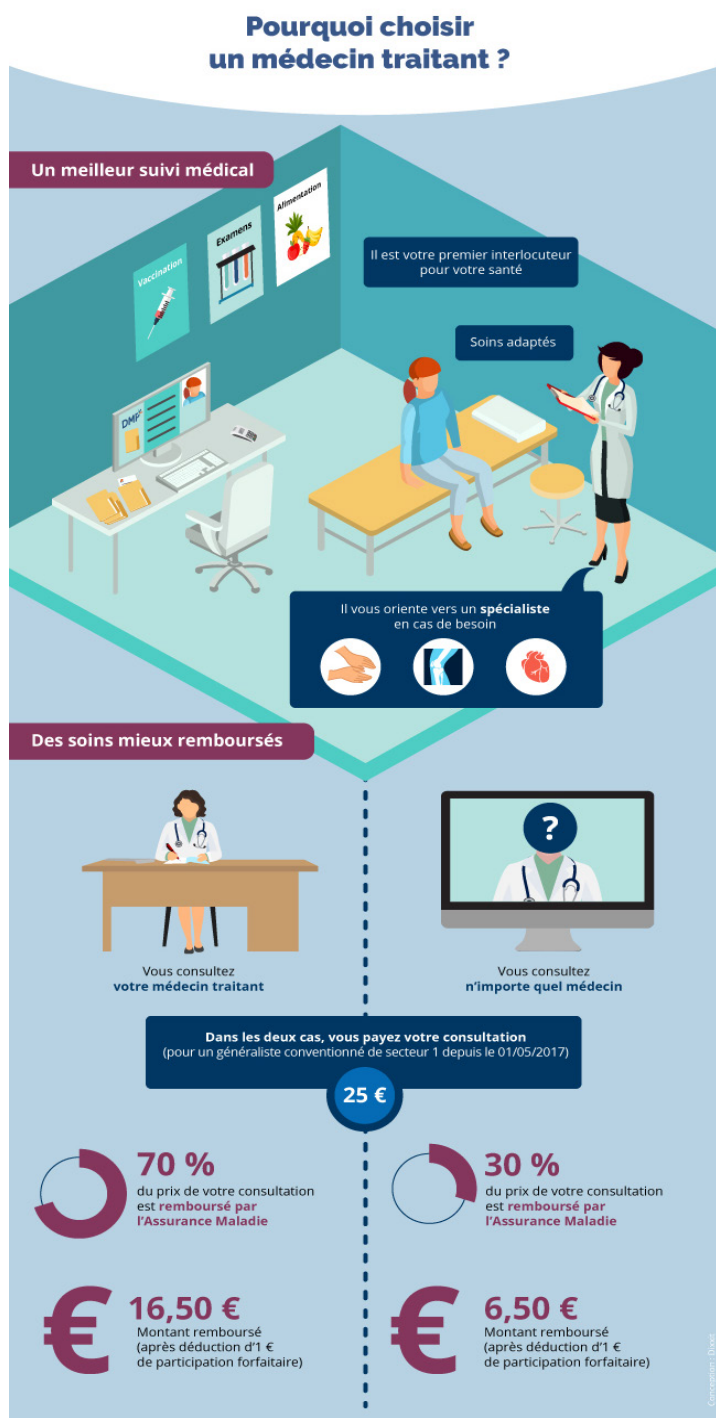 Pourquoi choisir
un médecin traitant ?
Un meilleur suivi médical
Alimentation
Examens
Vaccination
Il est votre premier interlocuteur
pour votre santé
Soins adaptés
DMP
Il vous oriente vers un spécialiste
en cas de besoin
Des soins mieux remboursés
?
Vous consultez
votre médecin traitant
Vous consultez
n'importe quel médecin
Dans les deux cas, vous payez votre consultation
(pour un généraliste conventionné de secteur 1 depuis le 01/05/2017)
25 €
70 %
du prix de votre consultation
est remboursé par
l'Assurance Maladie
30 %
du prix de votre consultation
est remboursé par
l'Assurance Maladie
€
16,50 €
Montant remboursé
(après déduction d'1 €
de participation forfaitaire)
€
6,50 €
Montant remboursé
(après déduction d'1 €
de participation forfaitaire)
Conception : Dixxit